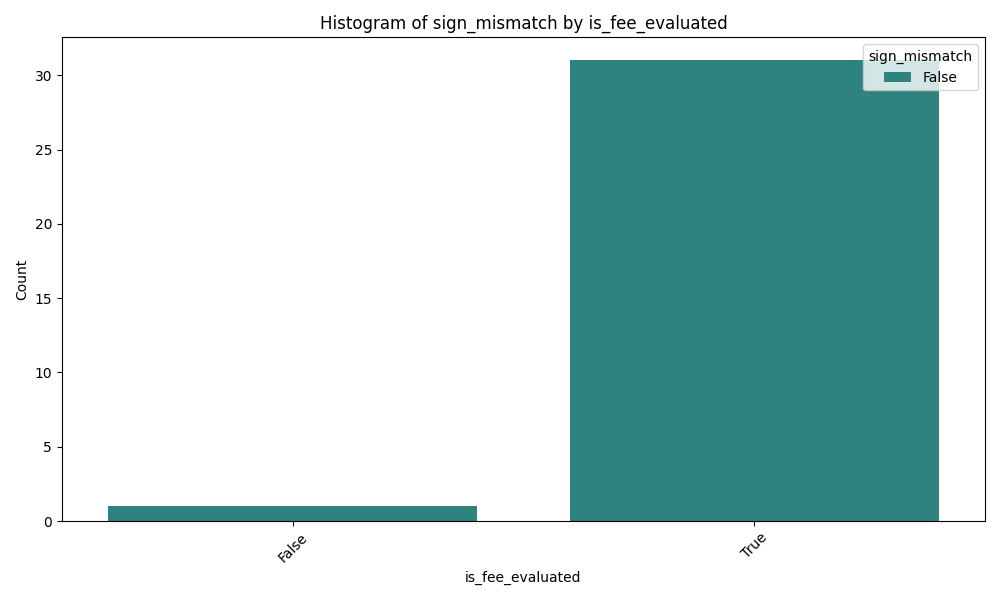 Histogram of sign_mismatch by is_fee_evaluated
sign_mismatch
False
30
25
20
15
10
5
0
Count
False
True
is_fee_evaluated